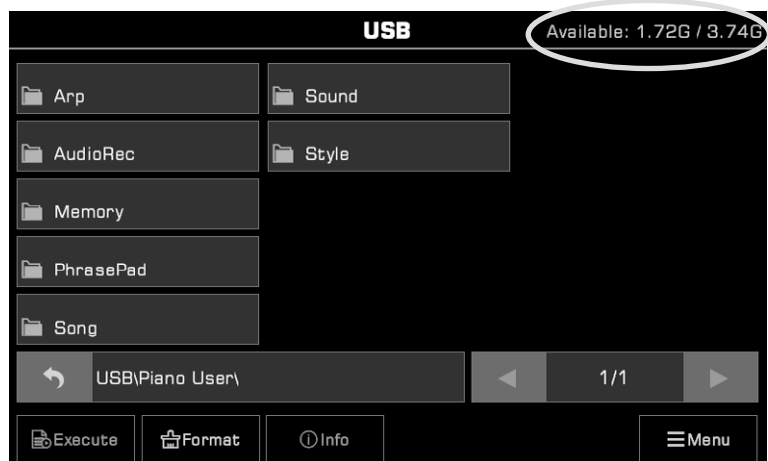 USB
Available: 1.72G / 3.74G
Arp
Sound
AudioRec
Style
Memory
PhrasePad
Song
USB\Piano User\
1/1
Execute
Format
Info
Menu